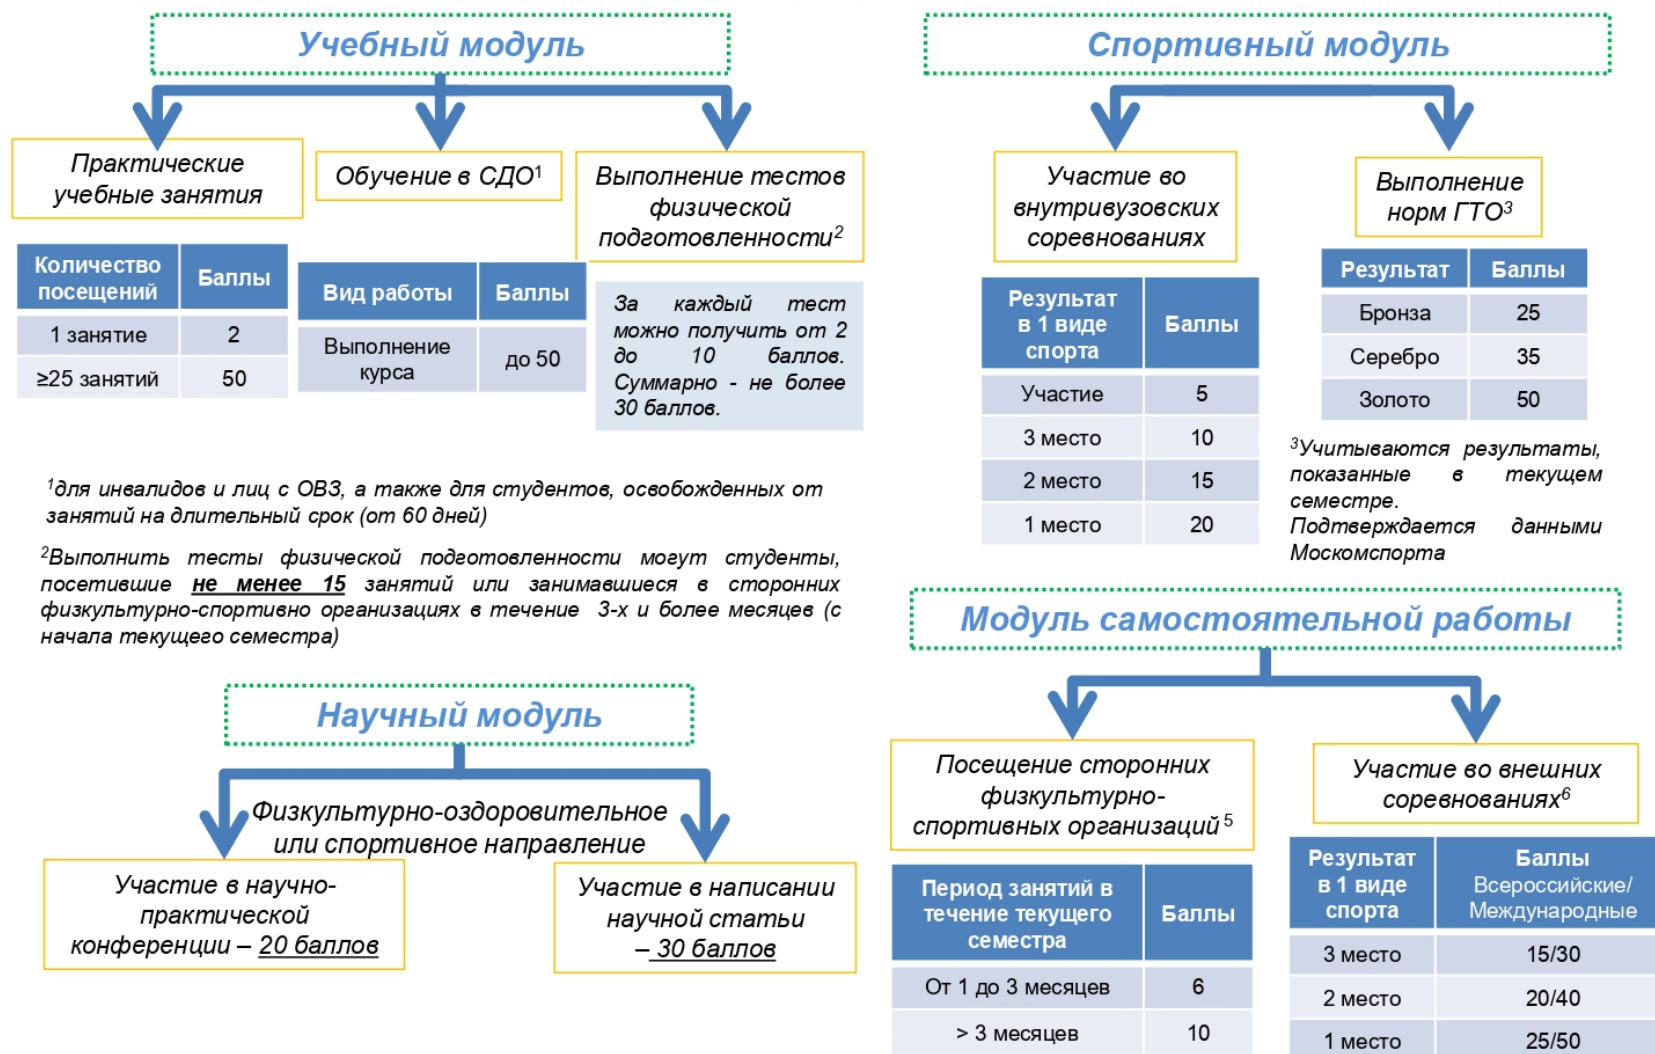 Учебный модуль
Практические
учебные занятия
Обучение в СДО¹
Выполнение тестов
физической
подготовленности²
Количество
посещений
Баллы
1 занятие
2
≥25 занятий
50
Вид работы
Баллы
Выполнение
курса
до 50
За каждый тест
можно получить от 2
до 10 баллов.
Суммарно - не более
30 баллов.
¹для инвалидов и лиц с ОВЗ, а также для студентов, освобожденных от
занятий на длительный срок (от 60 дней)
²Выполнить тесты физической подготовленности могут студенты,
посетившие не менее 15 занятий или занимавшиеся в сторонних
физкультурно-спортивно организациях в течение 3-х и более месяцев (с
начала текущего семестра)
Спортивный модуль
Участие во
внутривузовских
соревнованиях
Выполнение
норм ГТО³
Результат
в 1 виде
спорта
Баллы
Участие
5
3 место
10
2 место
15
1 место
20
Результат
Баллы
Бронза
25
Серебро
35
Золото
50
³Учитываются результаты,
показанные в текущем
семестре.
Подтверждается данными
Москомспорта
Научный модуль
Физкультурно-оздоровительное
или спортивное направление
Участие в научно-
практической
конференции – 20 баллов
Участие в написании
научной статьи
– 30 баллов
Модуль самостоятельной работы
Посещение сторонних
физкультурно-
спортивных организаций ⁵
Участие во внешних
соревнованиях⁶
Период занятий в
течение текущего
семестра
Баллы
От 1 до 3 месяцев
6
> 3 месяцев
10
Результат
в 1 виде
спорта
Баллы
Всероссийские/
Международные
3 место
15/30
2 место
20/40
1 место
25/50